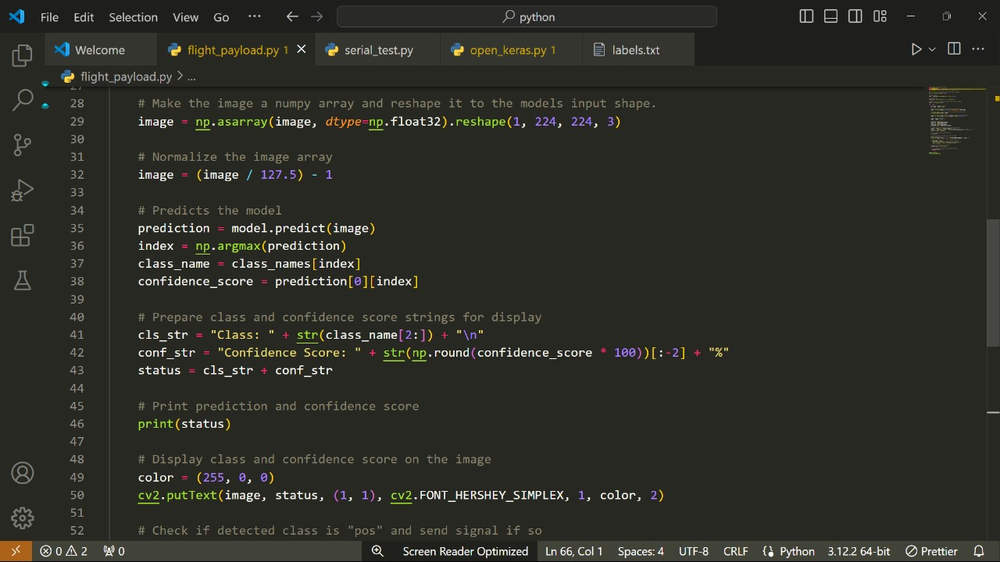 File Edit Selection View Go ··· python
Welcome flight_payload.py 1 serial_test.py open_keras.py 1 labels.txt
flight_payload.py > ...
27
28 # Make the image a numpy array and reshape it to the models input shape.
29 image = np.asarray(image, dtype=np.float32).reshape(1, 224, 224, 3)
30
31 # Normalize the image array
32 image = (image / 127.5) - 1
33
34 # Predicts the model
35 prediction = model.predict(image)
36 index = np.argmax(prediction)
37 class_name = class_names[index]
38 confidence_score = prediction[0][index]
39
40 # Prepare class and confidence score strings for display
41 cls_str = "Class: " + str(class_name[2:]) + "\n"
42 conf_str = "Confidence Score: " + str(np.round(confidence_score * 100))[:-2] + "%"
43 status = cls_str + conf_str
44
45 # Print prediction and confidence score
46 print(status)
47
48 # Display class and confidence score on the image
49 color = (255, 0, 0)
50 cv2.putText(image, status, (1, 1), cv2.FONT_HERSHEY_SIMPLEX, 1, color, 2)
51
52 # Check if detected class is "pos" and send signal if so
0 2 0 Screen Reader Optimized Ln 66, Col 1 Spaces: 4 UTF-8 CRLF Python 3.12.2 64-bit Prettier